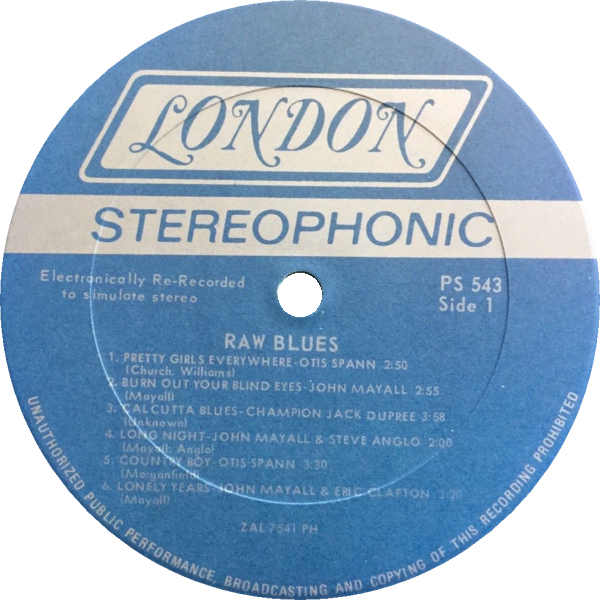 LONDON
STEREOPHONIC
Electronically Re-Recorded
to simulate stereo
PS 543
Side 1
RAW BLUES
1. PRETTY GIRLS EVERYWHERE-OTIS SPANN 2:50
(Church: Williams)
2. BURN OUT YOUR BLIND EYES-JOHN MAYALL 2:55
(Mayall)
3. CALCUTTA BLUES-CHAMPION JACK DUPREE 3:58
(Unknown)
4. LONG NIGHT-JOHN MAYALL & STEVE ANGLO 2:00
(Mayall; Anglo)
5. COUNTRY BOY-OTIS SPANN 3:30
(Morganfield)
6. LONELY YEARS-JOHN MAYALL & ERIC CLAPTON 3:20
(Mayall)
ZAL 7541 PH
UNAUTHORIZED PUBLIC PERFORMANCE, BROADCASTING AND COPYING OF THIS RECORDING PROHIBITED